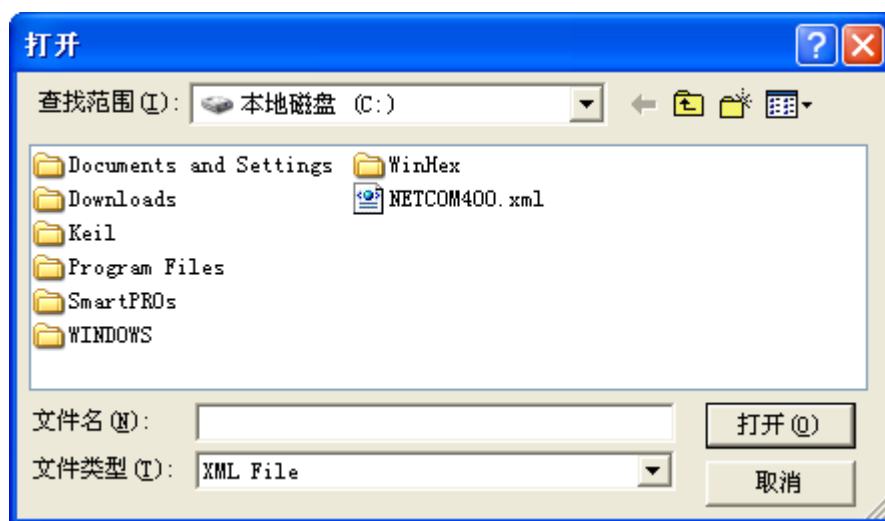 打开
查找范围(I): 本地磁盘 (C:)
Documents and Settings
Downloads
Keil
Program Files
SmartPROs
WINDOWS
WinHex
NETCOM400.xml
文件名(N):
打开(O)
文件类型(T): XML File
取消